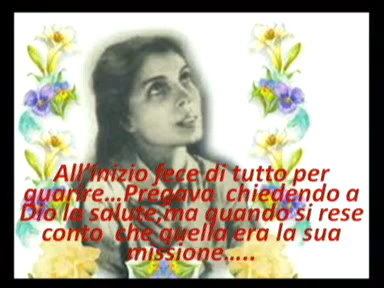 All'inizio fece di tutto per
guarire...Pregava chiedendo a
Dio la salute,ma quando si rese
conto che quella era la sua
missione.....